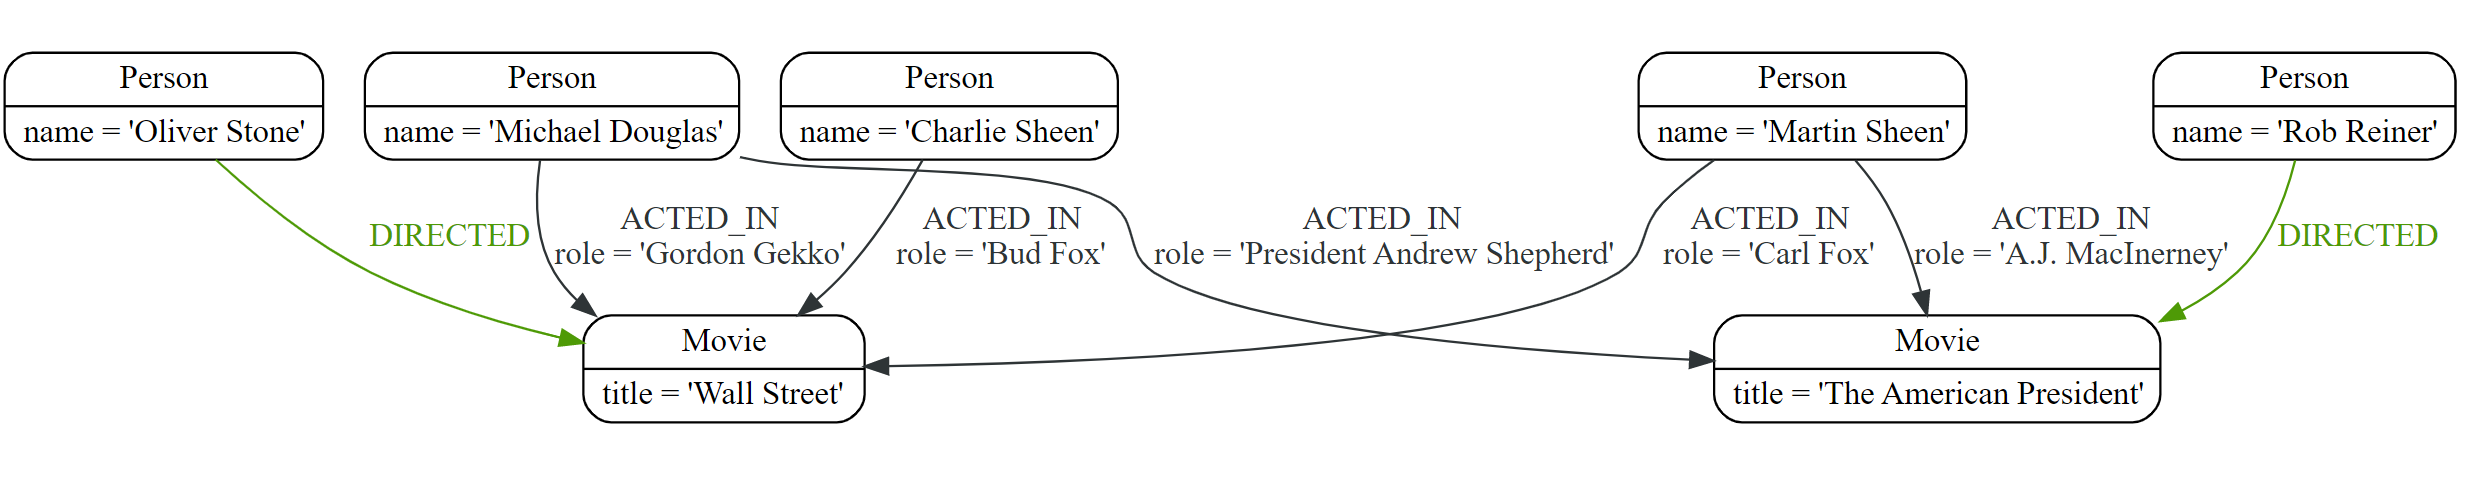 Person
name = 'Oliver Stone'
Person
name = 'Michael Douglas'
Person
name = 'Charlie Sheen'
Person
name = 'Martin Sheen'
Person
name = 'Rob Reiner'
DIRECTED
ACTED_IN
role = 'Gordon Gekko'
ACTED_IN
role = 'Bud Fox'
ACTED_IN
role = 'President Andrew Shepherd'
ACTED_IN
role = 'Carl Fox'
ACTED_IN
role = 'A.J. MacInerney'
DIRECTED
Movie
title = 'Wall Street'
Movie
title = 'The American President'